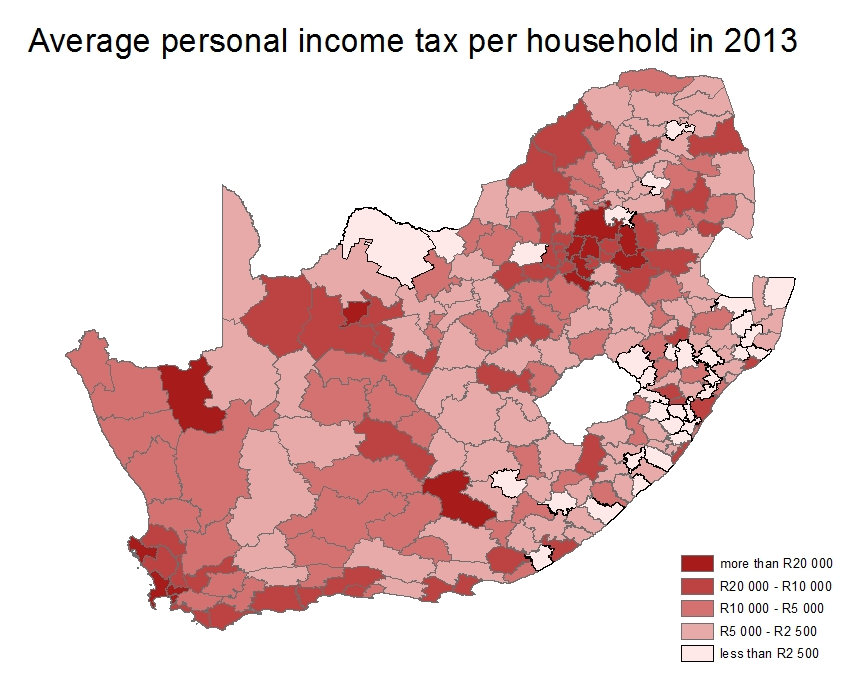 Average personal income tax per household in 2013
more than R20 000
R20 000 - R10 000
R10 000 - R5 000
R5 000 - R2 500
less than R2 500